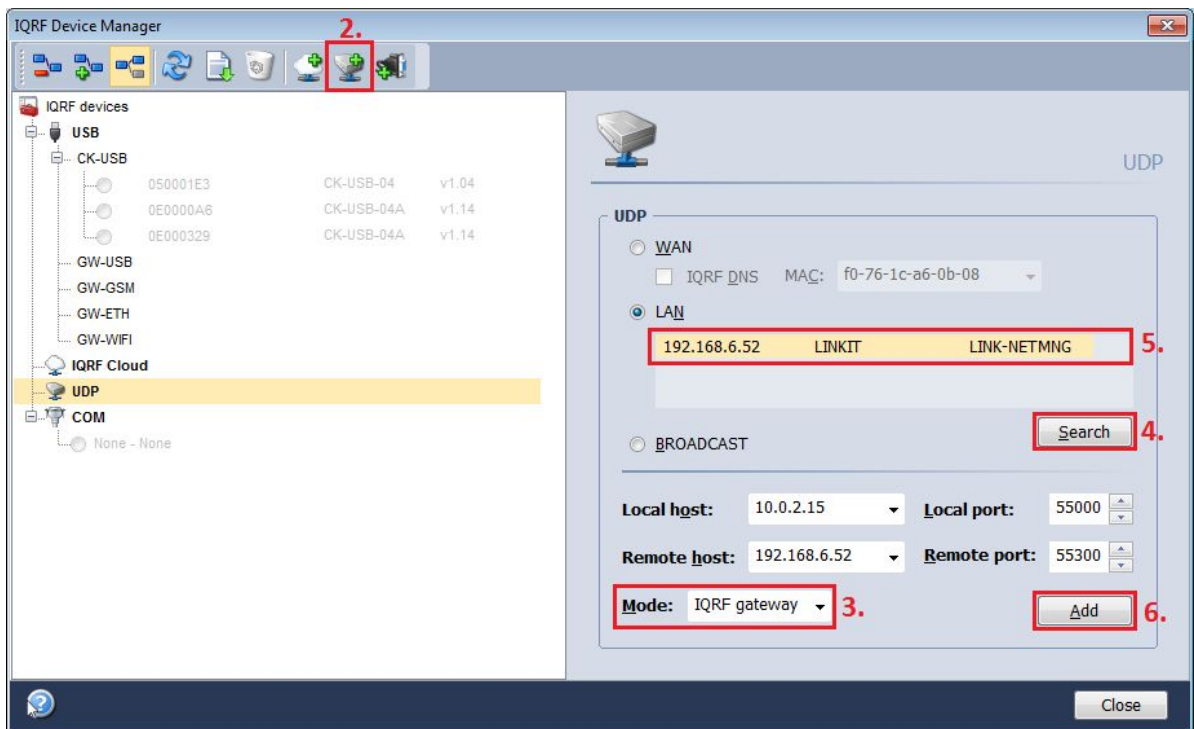 IQRF Device Manager
2.
IQRF devices
USB
CK-USB
050001E3 CK-USB-04 v1.04
0E0000A6 CK-USB-04A v1.14
0E000329 CK-USB-04A v1.14
GW-USB
GW-GSM
GW-ETH
GW-WIFI
IQRF Cloud
UDP
COM
None - None
UDP
UDP
WAN
IQRF DNS MAC: f0-76-1c-a6-0b-08
LAN
192.168.6.52 LINKIT LINK-NETMNG 5.
Search 4.
BROADCAST
Local host: 10.0.2.15 Local port: 55000
Remote host: 192.168.6.52 Remote port: 55300
Mode: IQRF gateway 3.
Add 6.
?
Close